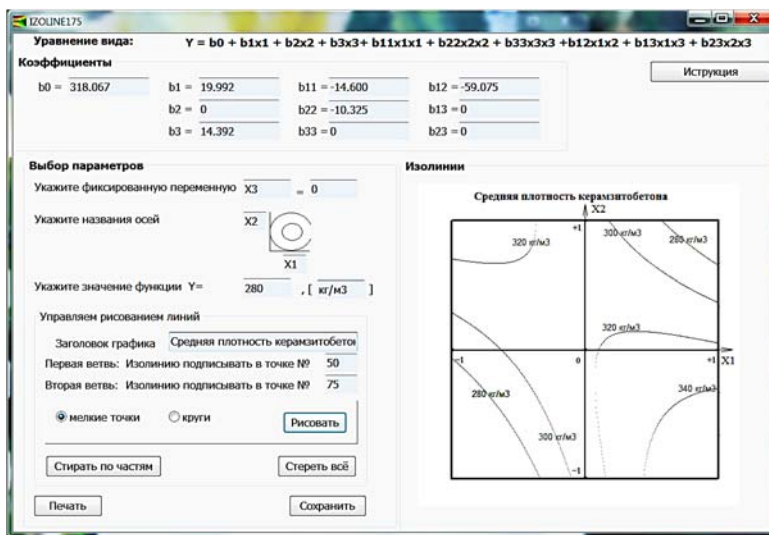 IZOLINE175
Уравнение вида: Y = b0 + b1x1 + b2x2 + b3x3+ b11x1x1 + b22x2x2 + b33x3x3 +b12x1x2 + b13x1x3 + b23x2x3
Коэффициенты
Иструкция
b0 = 318.067 b1 = 19.992 b11 = -14.600 b12 = -59.075
b2 = 0 b22 = -10.325 b13 = 0
b3 = 14.392 b33 = 0 b23 = 0
Выбор параметров
Укажите фиксированную переменную X3 = 0
Укажите названия осей X2
X1
Укажите значение функции Y= 280 , [ кг/м3 ]
Управляем рисованием линий
Заголовок графика Средняя плотность керамзитобетон
Первая ветвь: Изолинию подписывать в точке № 50
Вторая ветвь: Изолинию подписывать в точке № 75
мелкие точки круги Рисовать
Стирать по частям Стереть всё
Печать Сохранить
Изолинии
Средняя плотность керамзитобетона
X2
+1
320 кг/м3 300 кг/м3 280 кг/м3
320 кг/м3
−1 0 +1 X1
280 кг/м3 340 кг/м3
300 кг/м3
−1